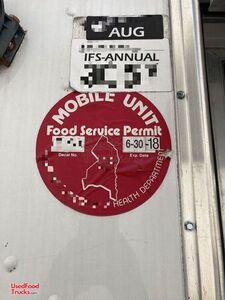 AUG
IFS-ANNUAL
MOBILE UNIT
Food Service Permit
6-30-18
Decal No. Exp. Date
HEALTH DEPARTMENT
UsedFood
Trucks.com